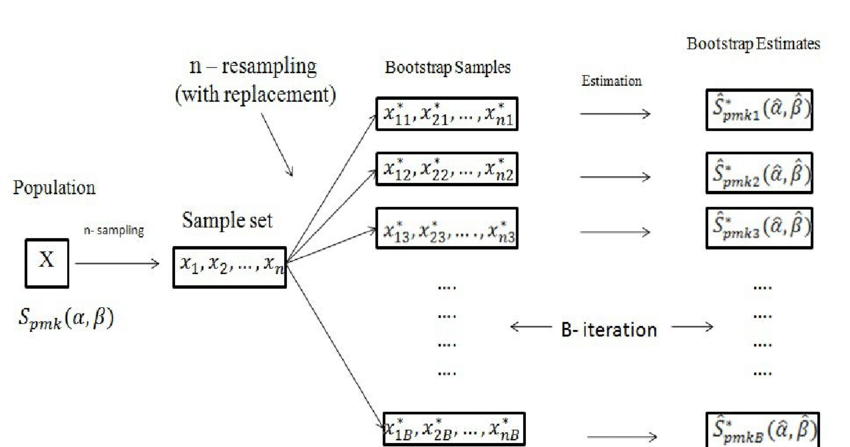 Bootstrap Estimates
n – resampling
(with replacement)
Bootstrap Samples
Estimation
x*₁₁, x*₂₁, ... , x*ₙ₁
Ŝ*ₚₘₖ₁(α̂, β̂)
x*₁₂, x*₂₂, ... , x*ₙ₂
Ŝ*ₚₘₖ₂(α̂, β̂)
Population
Sample set
n- sampling
x*₁₃, x*₂₃, ...., x*ₙ₃
Ŝ*ₚₘₖ₃(α̂, β̂)
X
x₁, x₂, ..., xₙ
Sₚₘₖ(α, β)
.... ....
.... ....
B- iteration
.... ....
.... ....
x*₁B, x*₂B, ... , x*ₙB
Ŝ*ₚₘₖB(α̂, β̂)